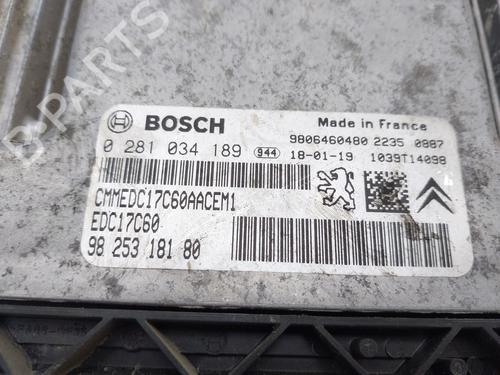 B-PARTS
BOSCH
Made in France
9806460480 2235 0887
0 281 034 189 944 18-01-19 1039T14098
CMMEDC17C60AACEM1
EDC17C60
98 253 181 80